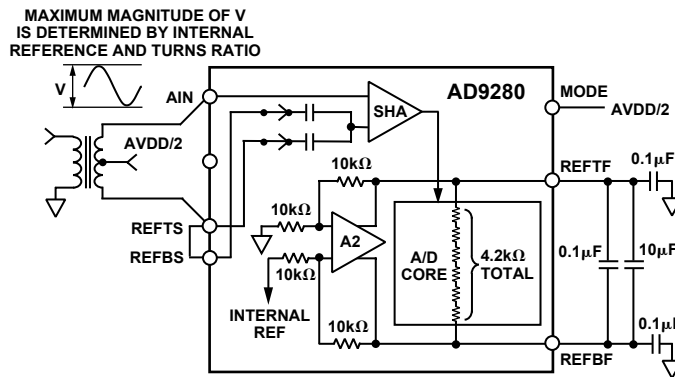 MAXIMUM MAGNITUDE OF V
IS DETERMINED BY INTERNAL
REFERENCE AND TURNS RATIO
V
AIN
SHA
AD9280
MODE
AVDD/2
AVDD/2
10kΩ
REFTF
0.1µF
REFTS
10kΩ
A2
A/D
CORE
4.2kΩ
TOTAL
0.1µF
10µF
REFBS
10kΩ
INTERNAL
REF
10kΩ
0.1µF
REFBF